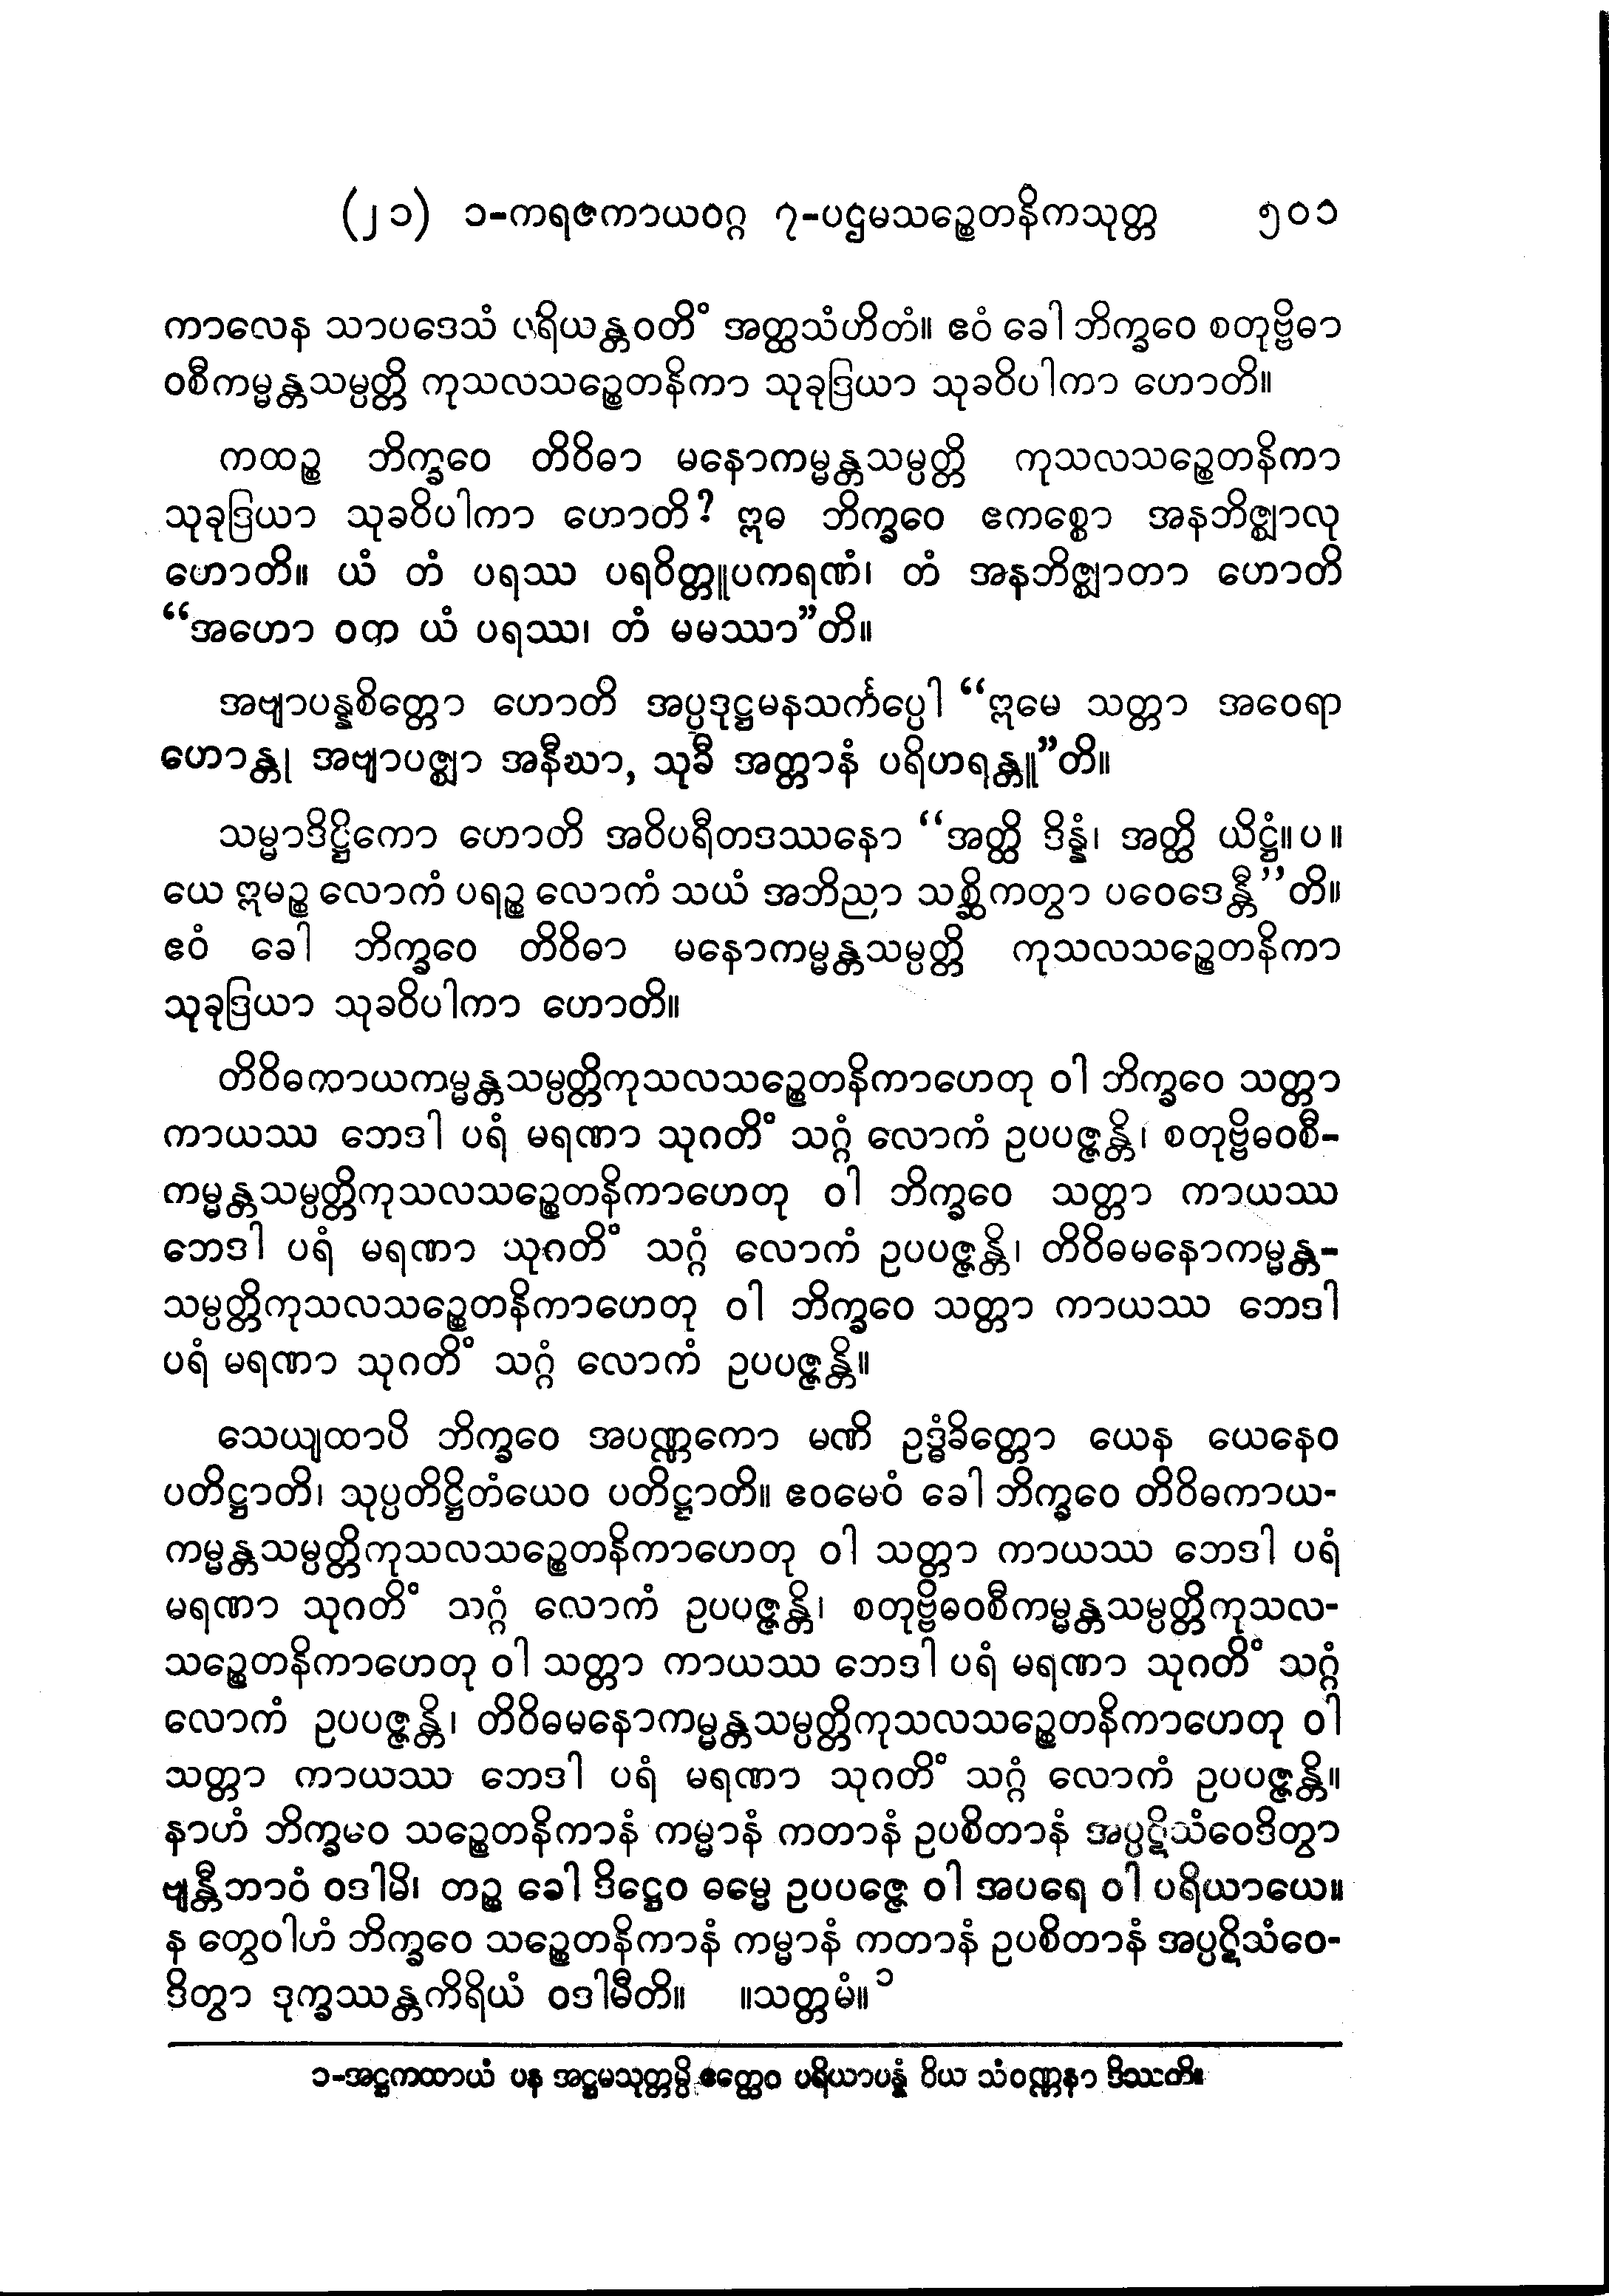 (၂၁) ၁-ကရဇကာယဝဂ္ဂ ၇-ပဌမသဉ္စေတနိကသုတ္တ ၅၀၁
ကာလေန သာပဒေသံ ပရိယန္တဝတိံ အတ္ထသံဟိတံ။ ဧဝံ ခေါ ဘိက္ခဝေ စတုဗ္ဗိဓာ
ဝစီကမ္မန္တသမ္ပတ္တိ ကုသလသဉ္စေတနိကာ သုခုဒြယာ သုခဝိပါကာ ဟောတိ။
ကထဉ္စ ဘိက္ခဝေ တိဝိဓာ မနောကမ္မန္တသမ္ပတ္တိ ကုသလသဉ္စေတနိကာ
သုခုဒြယာ သုခဝိပါကာ ဟောတိ? ဣဓ ဘိက္ခဝေ ဧကစ္စော အနဘိဇ္ဈာလု
ဟောတိ။ ယံ တံ ပရဿ ပရဝိတ္တူပကရဏံ၊ တံ အနဘိဇ္ဈာတာ ဟောတိ
“အဟော ဝတ ယံ ပရဿ၊ တံ မမဿာ”တိ။
အဗျာပန္နစိတ္တော ဟောတိ အပ္ပဒုဋ္ဌမနသင်္ကပ္ပေါ “ဣမေ သတ္တာ အဝေရာ
ဟောန္တု အဗျာပဇ္ဈာ အနီဃာ, သုခီ အတ္တာနံ ပရိဟရန္တူ”တိ။
သမ္မာဒိဋ္ဌိကော ဟောတိ အဝိပရီတဒဿနော “အတ္ထိ ဒိန္နံ၊ အတ္ထိ ယိဋ္ဌံ။ပ။
ယေ ဣမဉ္စ လောကံ ပရဉ္စ လောကံ သယံ အဘိညာ သစ္ဆိကတွာ ပဝေဒေန္တီ”တိ။
ဧဝံ ခေါ ဘိက္ခဝေ တိဝိဓာ မနောကမ္မန္တသမ္ပတ္တိ ကုသလသဉ္စေတနိကာ
သုခုဒြယာ သုခဝိပါကာ ဟောတိ။
တိဝိဓကာယကမ္မန္တသမ္ပတ္တိကုသလသဉ္စေတနိကာဟေတု ဝါ ဘိက္ခဝေ သတ္တာ
ကာယဿ ဘေဒါ ပရံ မရဏာ သုဂတိံ သဂ္ဂံ လောကံ ဥပပဇ္ဇန္တိ၊ စတုဗ္ဗိဓဝစီ-
ကမ္မန္တသမ္ပတ္တိကုသလသဉ္စေတနိကာဟေတု ဝါ ဘိက္ခဝေ သတ္တာ ကာယဿ
ဘေဒါ ပရံ မရဏာ သုဂတိံ သဂ္ဂံ လောကံ ဥပပဇ္ဇန္တိ၊ တိဝိဓမနောကမ္မန္တ-
သမ္ပတ္တိကုသလသဉ္စေတနိကာဟေတု ဝါ ဘိက္ခဝေ သတ္တာ ကာယဿ ဘေဒါ
ပရံ မရဏာ သုဂတိံ သဂ္ဂံ လောကံ ဥပပဇ္ဇန္တိ။
သေယျထာပိ ဘိက္ခဝေ အပဏ္ဏကော မဏိ ဥဒ္ဓံခိတ္တော ယေန ယေနေဝ
ပတိဋ္ဌာတိ၊ သုပ္ပတိဋ္ဌိတံယေဝ ပတိဋ္ဌာတိ။ ဧဝမေဝံ ခေါ ဘိက္ခဝေ တိဝိဓကာယ-
ကမ္မန္တသမ္ပတ္တိကုသလသဉ္စေတနိကာဟေတု ဝါ သတ္တာ ကာယဿ ဘေဒါ ပရံ
မရဏာ သုဂတိံ သဂ္ဂံ လောကံ ဥပပဇ္ဇန္တိ၊ စတုဗ္ဗိဓဝစီကမ္မန္တသမ္ပတ္တိကုသလ-
သဉ္စေတနိကာဟေတု ဝါ သတ္တာ ကာယဿ ဘေဒါ ပရံ မရဏာ သုဂတိံ သဂ္ဂံ
လောကံ ဥပပဇ္ဇန္တိ၊ တိဝိဓမနောကမ္မန္တသမ္ပတ္တိကုသလသဉ္စေတနိကာဟေတု ဝါ
သတ္တာ ကာယဿ ဘေဒါ ပရံ မရဏာ သုဂတိံ သဂ္ဂံ လောကံ ဥပပဇ္ဇန္တိ။
နာဟံ ဘိက္ခဝေ သဉ္စေတနိကာနံ ကမ္မာနံ ကတာနံ ဥပစိတာနံ အပ္ပဋိသံဝေဒိတွာ
ဗျန္တီဘာဝံ ဝဒါမိ၊ တဉ္စ ခေါ ဒိဋ္ဌေဝ ဓမ္မေ ဥပပဇ္ဇေ ဝါ အပရေ ဝါ ပရိယာယေ။
န တွေဝါဟံ ဘိက္ခဝေ သဉ္စေတနိကာနံ ကမ္မာနံ ကတာနံ ဥပစိတာနံ အပ္ပဋိသံဝေ-
ဒိတွာ ဒုက္ခဿန္တကိရိယံ ဝဒါမီတိ။ ။သတ္တမံ။၁
၁-အဋ္ဌကထာယံ ပန အဋ္ဌမသုတ္တမ္ပိ ဧတ္ထေဝ ပရိယာပန္နံ ဝိယ သံဝဏ္ဏနာ ဒိဿတိ။